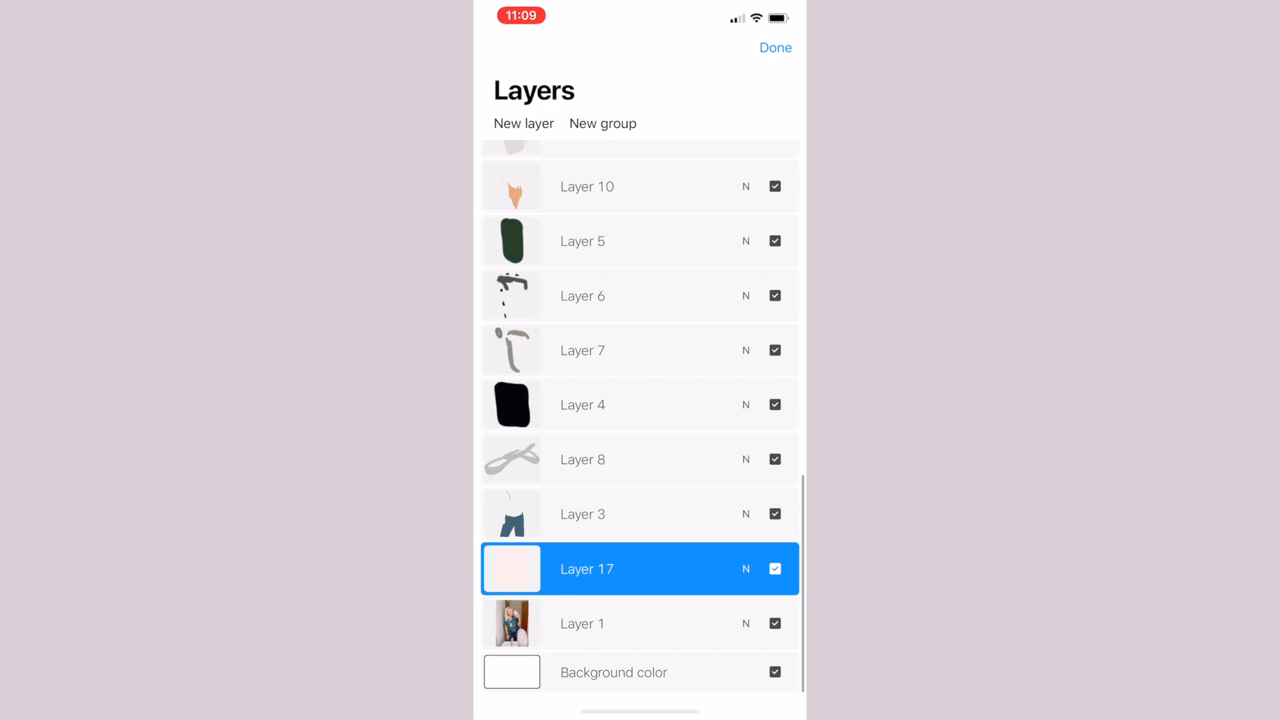 11:09
Done
Layers
New layer New group
Layer 10 N
Layer 5 N
Layer 6 N
Layer 7 N
Layer 4 N
Layer 8 N
Layer 3 N
Layer 17 N
Layer 1 N
Background color